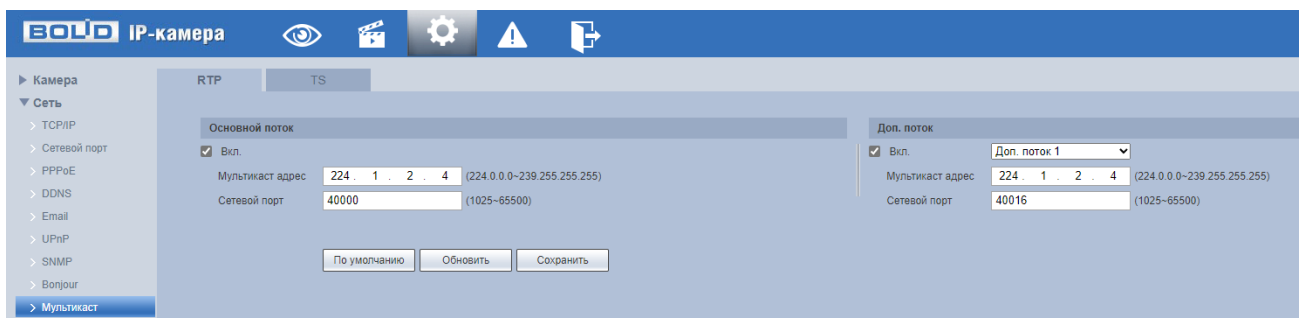 BOLID IP-камера
Камера
Сеть
TCP/IP
Сетевой порт
PPPoE
DDNS
Email
UPnP
SNMP
Bonjour
Мультикаст
RTP TS
Основной поток
Вкл.
Мультикаст адрес 224 . 1 . 2 . 4 (224.0.0.0~239.255.255.255)
Сетевой порт 40000 (1025~65500)
По умолчанию Обновить Сохранить
Доп. поток
Вкл. Доп. поток 1
Мультикаст адрес 224 . 1 . 2 . 4 (224.0.0.0~239.255.255.255)
Сетевой порт 40016 (1025~65500)